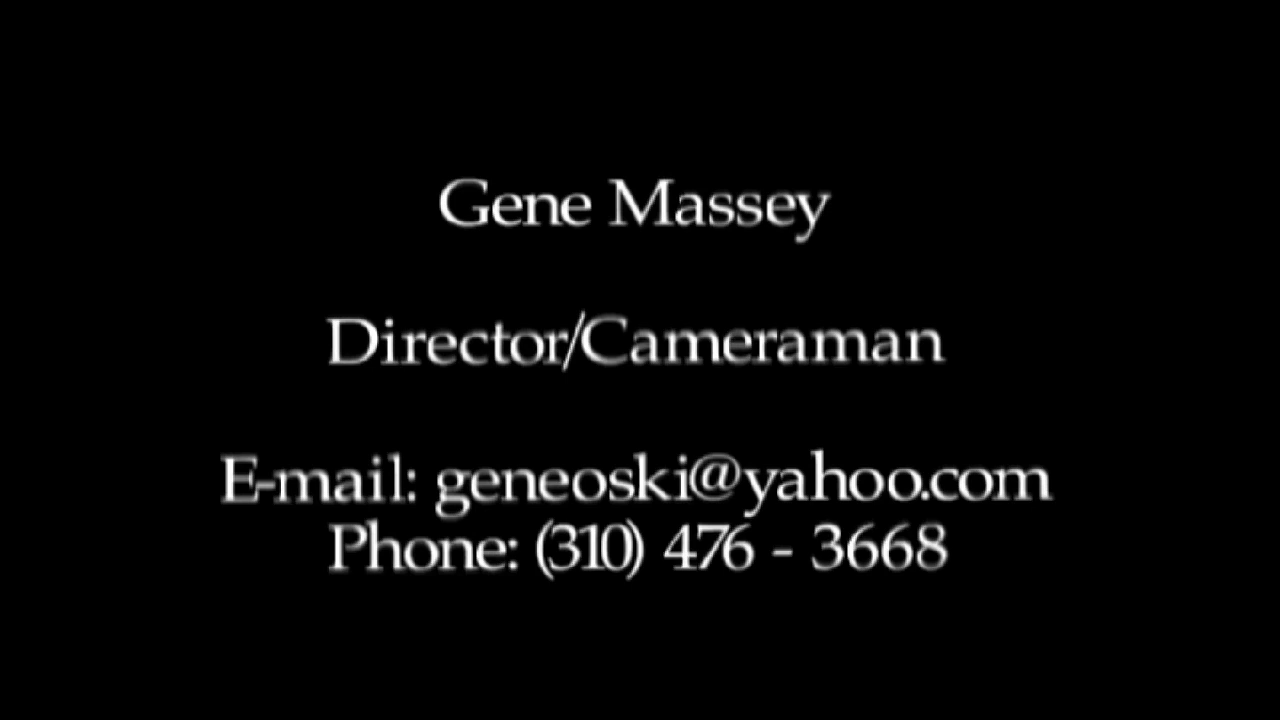 Gene Massey
Director/Cameraman
E-mail: geneoski@yahoo.com
Phone: (310) 476 - 3668